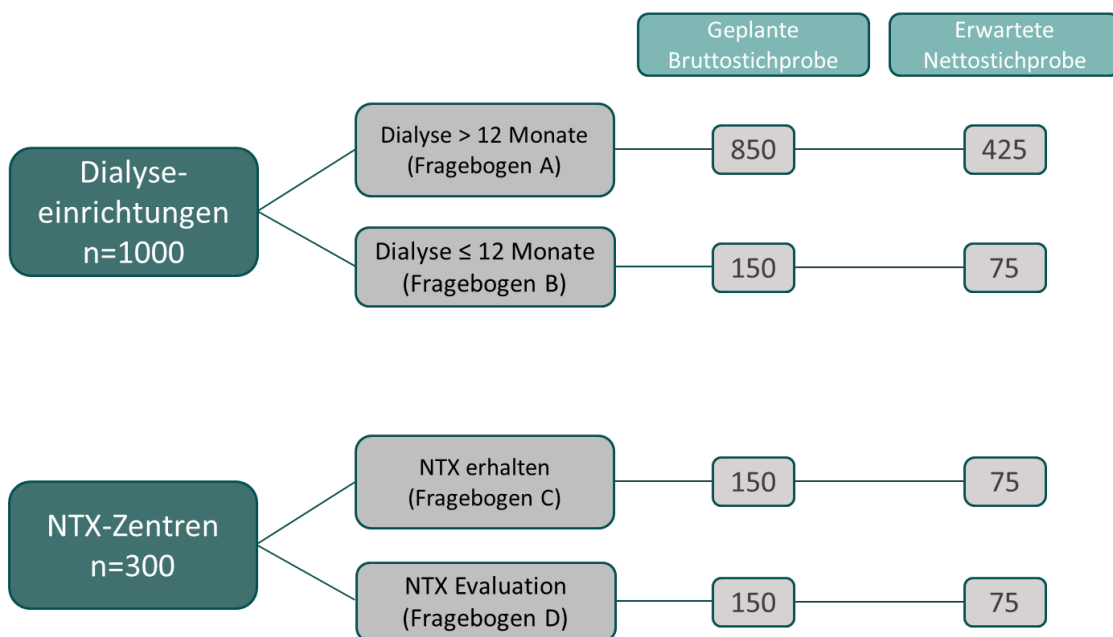 Geplante
Bruttostichprobe
Erwartete
Nettostichprobe
Dialyse-
einrichtungen
n=1000
Dialyse > 12 Monate
(Fragebogen A)
850
425
Dialyse ≤ 12 Monate
(Fragebogen B)
150
75
NTX-Zentren
n=300
NTX erhalten
(Fragebogen C)
150
75
NTX Evaluation
(Fragebogen D)
150
75